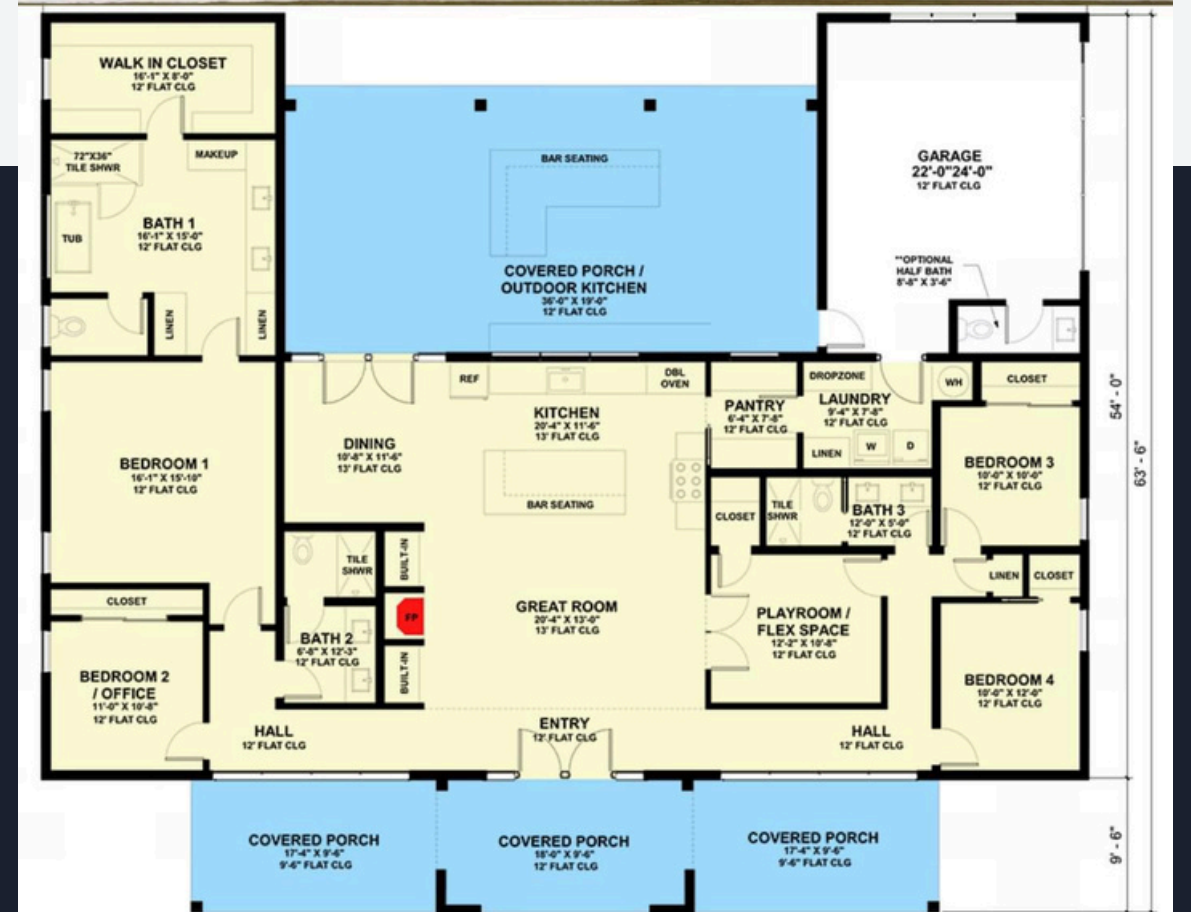 WALK IN CLOSET
16'-1" X 8'-0"
12' FLAT CLG
72"X36"
TILE SHWR
MAKEUP
BATH 1
16'-1" X 15'-0"
12' FLAT CLG
TUB
LINEN
LINEN
BAR SEATING
COVERED PORCH /
OUTDOOR KITCHEN
36'-0" X 19'-0"
12' FLAT CLG
GARAGE
22'-0"24'-0"
12' FLAT CLG
**OPTIONAL
HALF BATH
8'-8" X 3'-6"
BEDROOM 1
16'-1" X 15'-10"
12' FLAT CLG
DINING
10'-8" X 11'-6"
13' FLAT CLG
REF
KITCHEN
20'-4" X 11'-6"
13' FLAT CLG
DBL
OVEN
BAR SEATING
PANTRY
6'-4" X 7'-8"
12' FLAT CLG
DROPZONE
LAUNDRY
9'-4" X 7'-8"
12' FLAT CLG
WH
LINEN
W
D
CLOSET
BEDROOM 3
10'-0" X 10'-0"
12' FLAT CLG
54' - 0"
63' - 6"
CLOSET
TILE
SHWR
BATH 3
12'-0" X 5'-0"
12' FLAT CLG
TILE
SHWR
BUILT-IN
FP
BUILT-IN
BATH 2
6'-8" X 12'-3"
12' FLAT CLG
GREAT ROOM
20'-4" X 13'-0"
13' FLAT CLG
PLAYROOM /
FLEX SPACE
12'-2" X 10'-8"
12' FLAT CLG
LINEN
CLOSET
CLOSET
BEDROOM 2
/ OFFICE
11'-0" X 10'-8"
12' FLAT CLG
BEDROOM 4
10'-0" X 12'-0"
12' FLAT CLG
HALL
12' FLAT CLG
ENTRY
12' FLAT CLG
HALL
12' FLAT CLG
COVERED PORCH
17'-4" X 9'-6"
9'-6" FLAT CLG
COVERED PORCH
18'-0" X 9'-6"
12' FLAT CLG
COVERED PORCH
17'-4" X 9'-6"
9'-6" FLAT CLG
9' - 6"